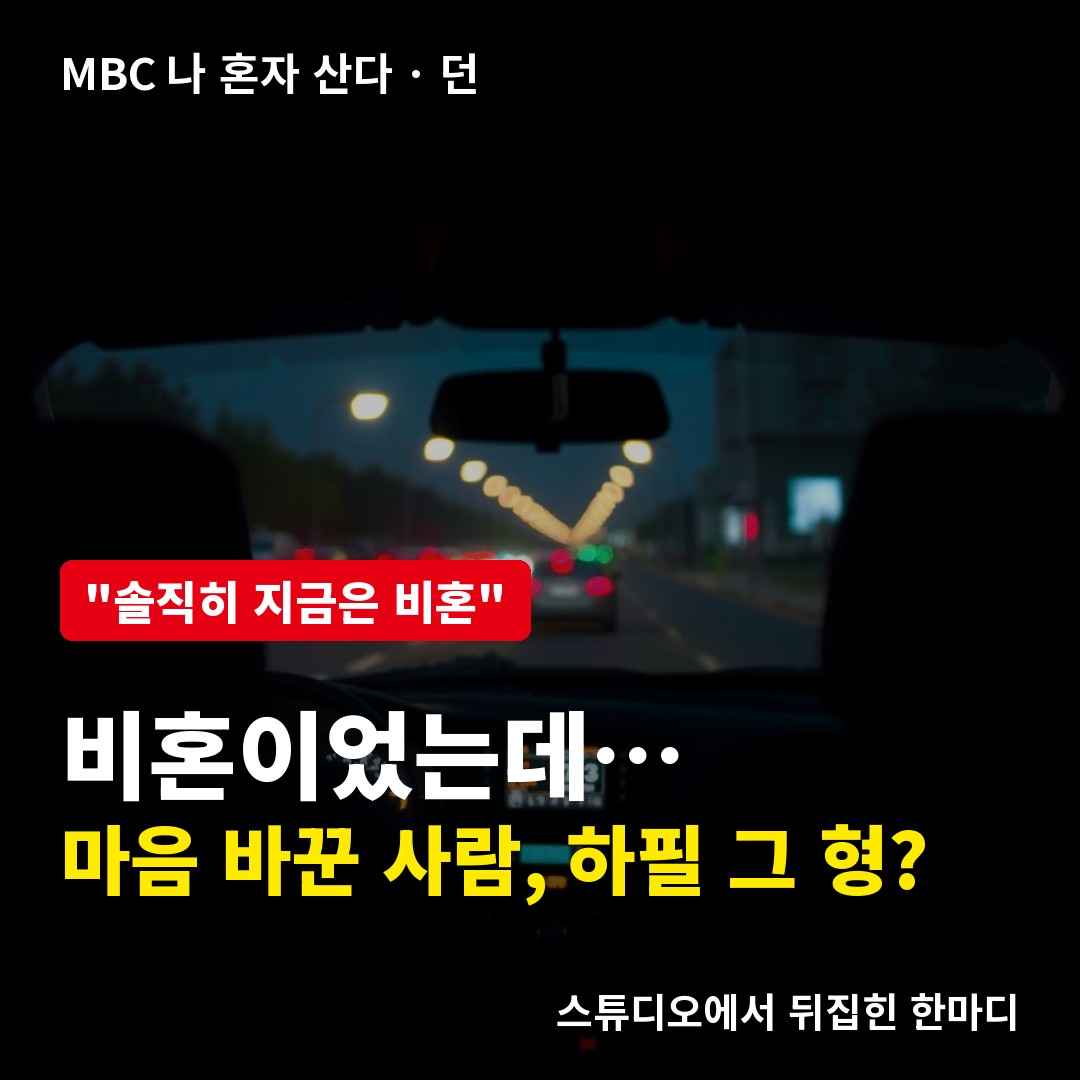 MBC 나 혼자 산다 · 던
"솔직히 지금은 비혼"
비혼이었는데…
마음 바꾼 사람, 하필 그 형?
스튜디오에서 뒤집힌 한마디